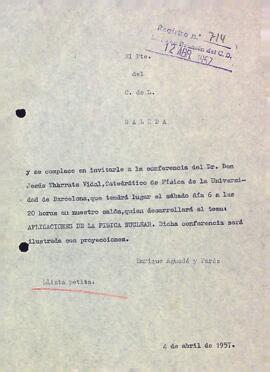 Registro n.º 714
12 ABR 1957
El Pte.
del
C. de L.
SALUDA
y se complace en invitarle a la conferencia del Dr. Don
Jesús Tharrats Vidal, Catedrático de Física de la Universi-
dad de Barcelona, que tendrá lugar el sábado día 6 a las
20 horas en nuestro salón, quien desarrollará el tema:
APLICACIONES DE LA FISICA NUCLEAR. Dicha conferencia será
ilustrada con proyecciones.
Enrique Aguadé y Parés
Llista petita.
4 de abril de 1957.